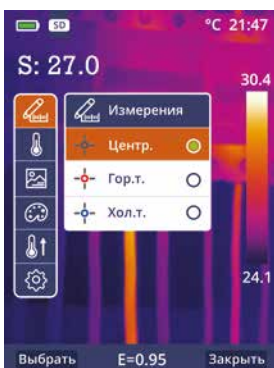 SD °C 21:47
S: 27.0
30.4
Измерения
Центр.
Гор.т.
Хол.т.
24.1
Выбрать E=0.95 Закрыть